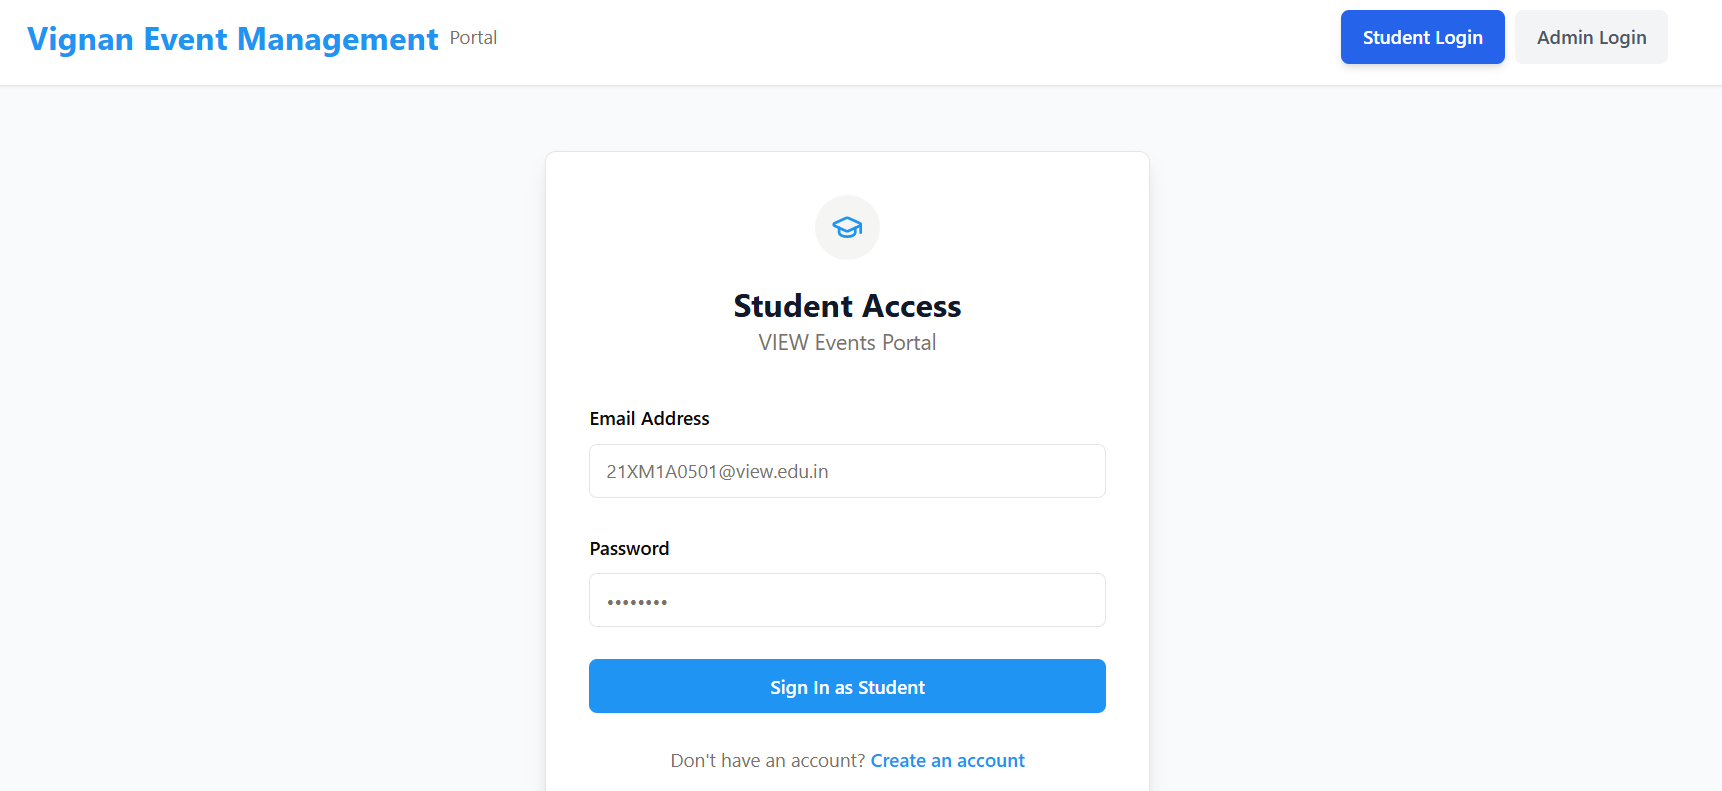 Vignan Event Management Portal
Student Login
Admin Login
Student Access
VIEW Events Portal
Email Address
21XM1A0501@view.edu.in
Password
••••••••
Sign In as Student
Don't have an account? Create an account